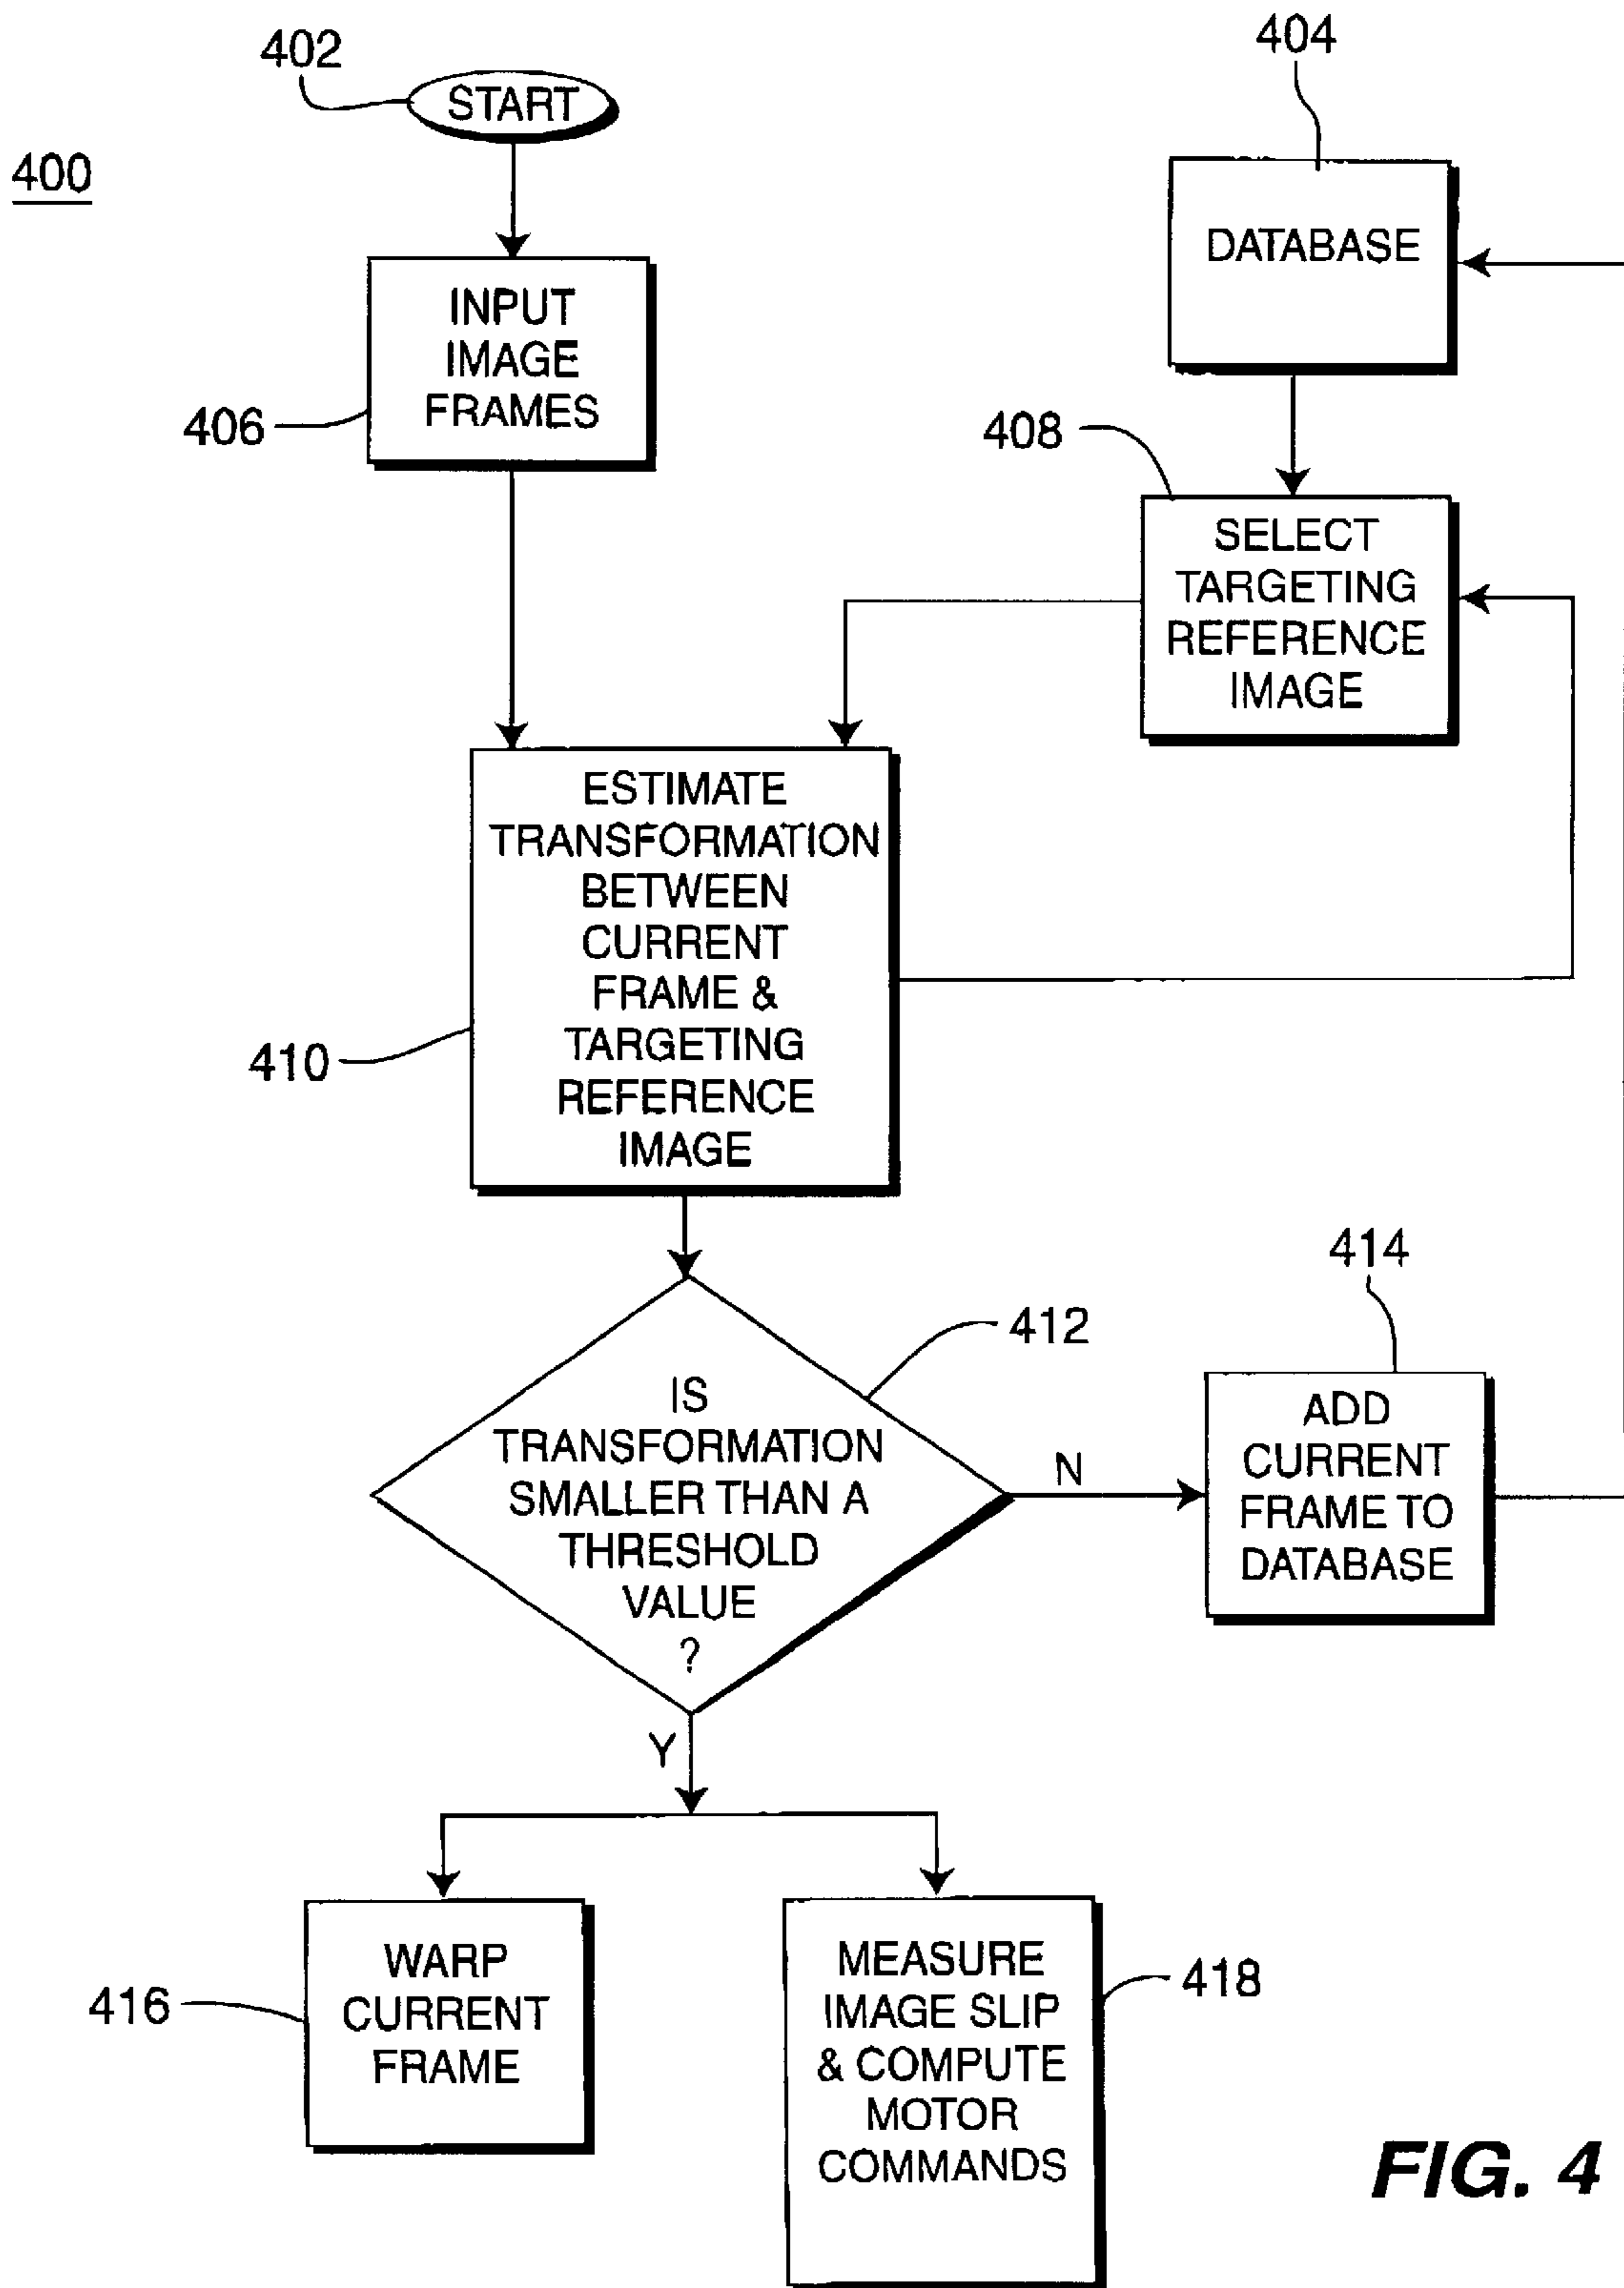 402
START
404
400
DATABASE
INPUT
IMAGE
FRAMES
406
408
SELECT
TARGETING
REFERENCE
IMAGE
ESTIMATE
TRANSFORMATION
BETWEEN
CURRENT
FRAME &
TARGETING
REFERENCE
IMAGE
410
412
414
IS
TRANSFORMATION
SMALLER THAN A
THRESHOLD
VALUE
?
N
ADD
CURRENT
FRAME TO
DATABASE
Y
WARP
CURRENT
FRAME
416
MEASURE
IMAGE SLIP
& COMPUTE
MOTOR
COMMANDS
418
FIG. 4